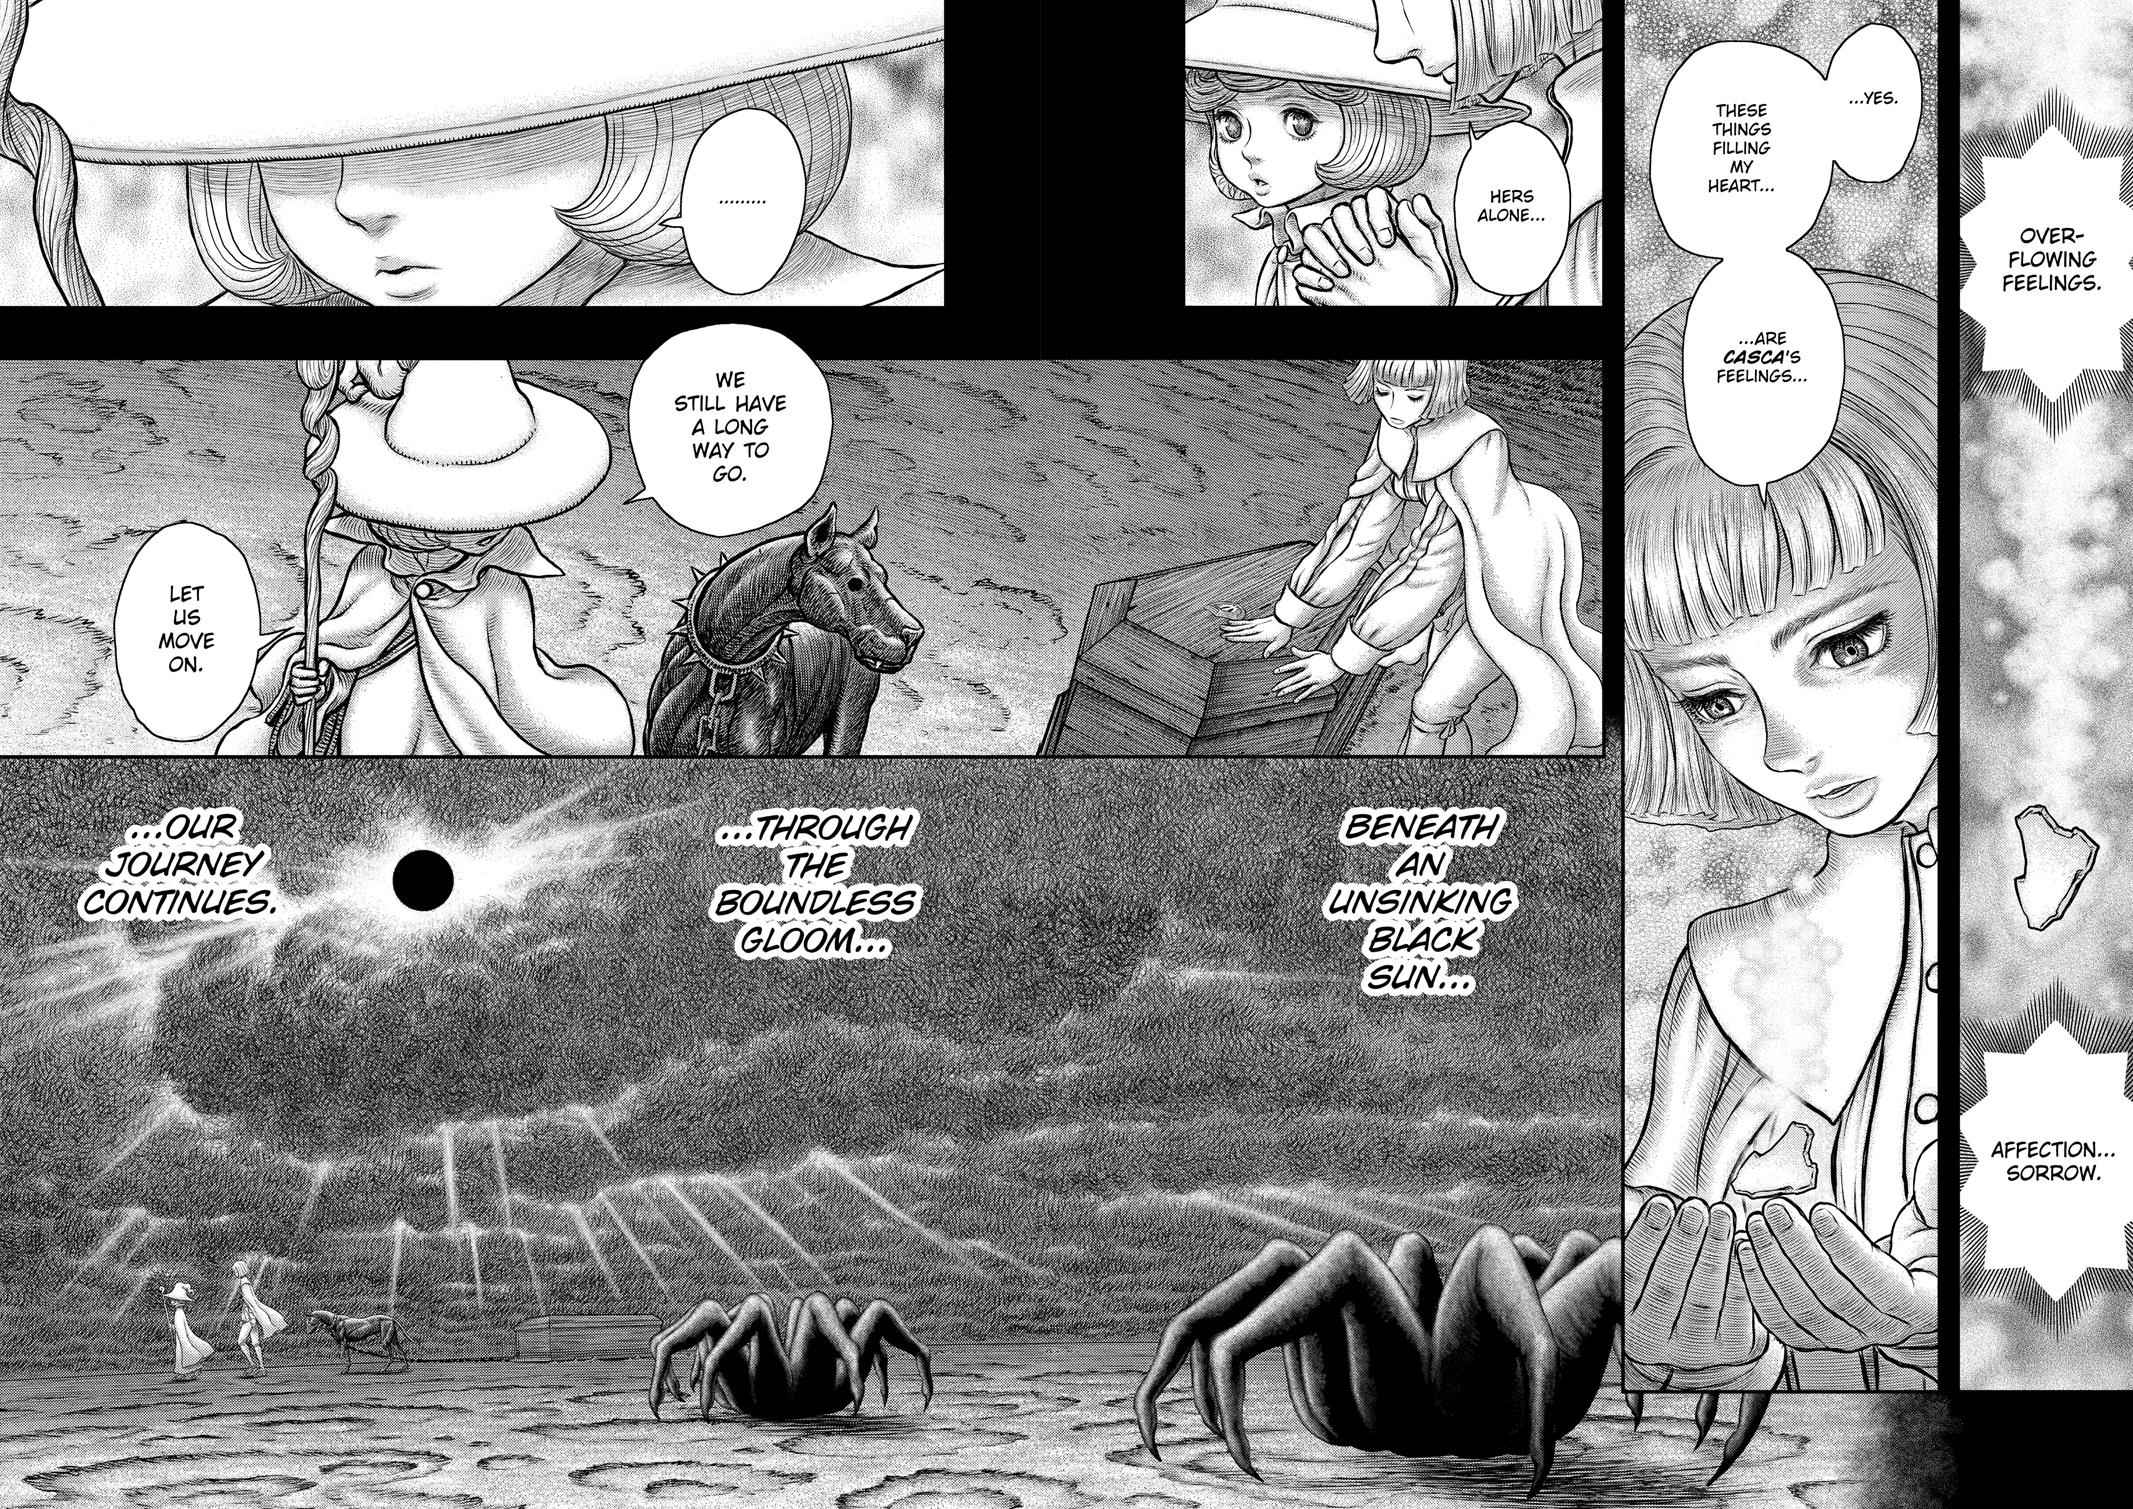 OVER-
FLOWING
FEELINGS.
AFFECTION...
SORROW.
...YES.
THESE
THINGS
FILLING
MY
HEART...
...ARE
CASCA'S
FEELINGS...
HERS
ALONE...
.........
WE
STILL HAVE
A LONG
WAY TO
GO.
LET
US
MOVE
ON.
BENEATH
AN
UNSINKING
BLACK
SUN...
...THROUGH
THE
BOUNDLESS
GLOOM...
...OUR
JOURNEY
CONTINUES.